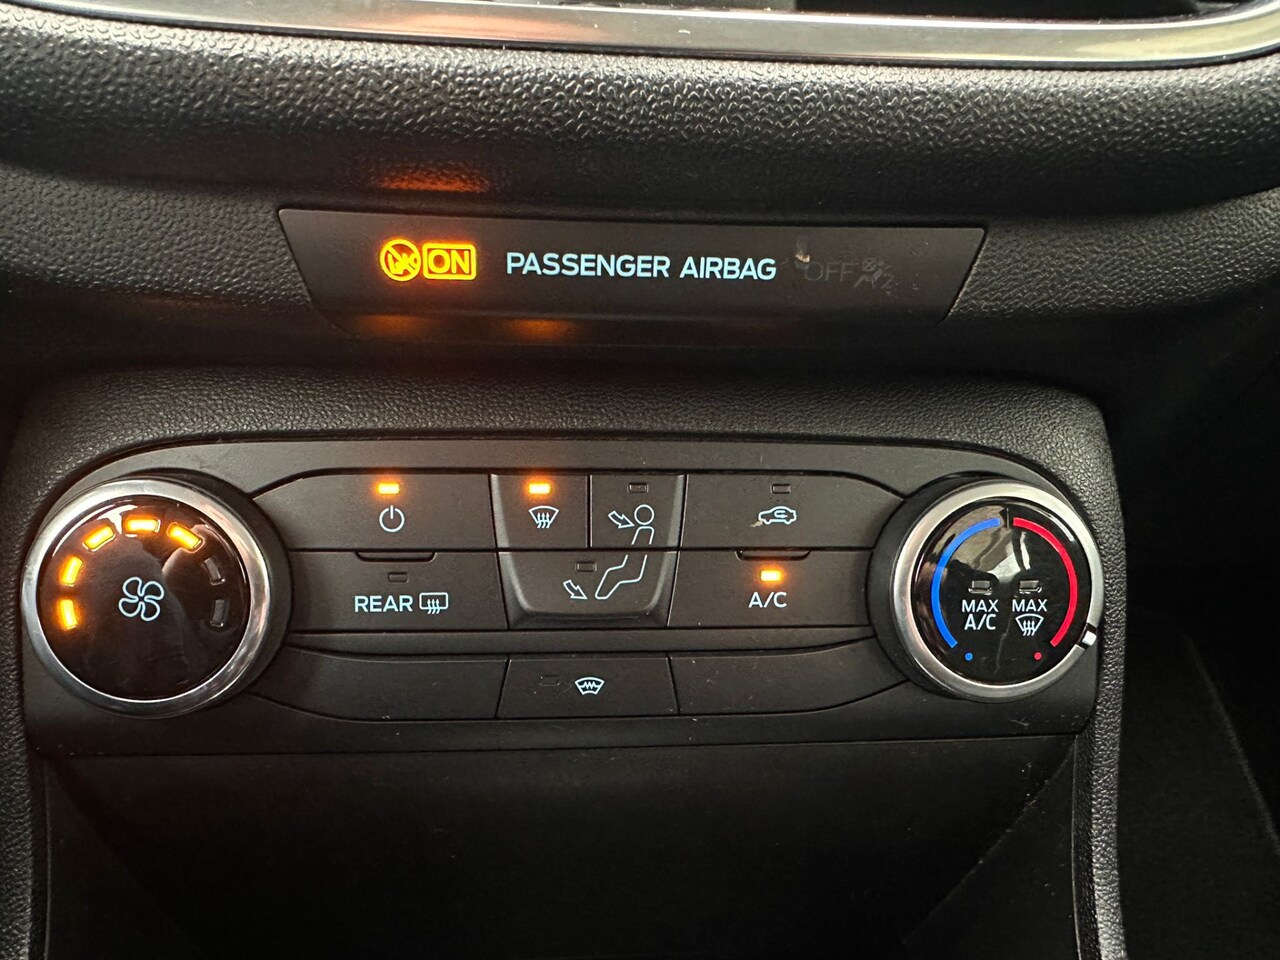 ON PASSENGER AIRBAG OFF
REAR
A/C
MAX A/C
MAX